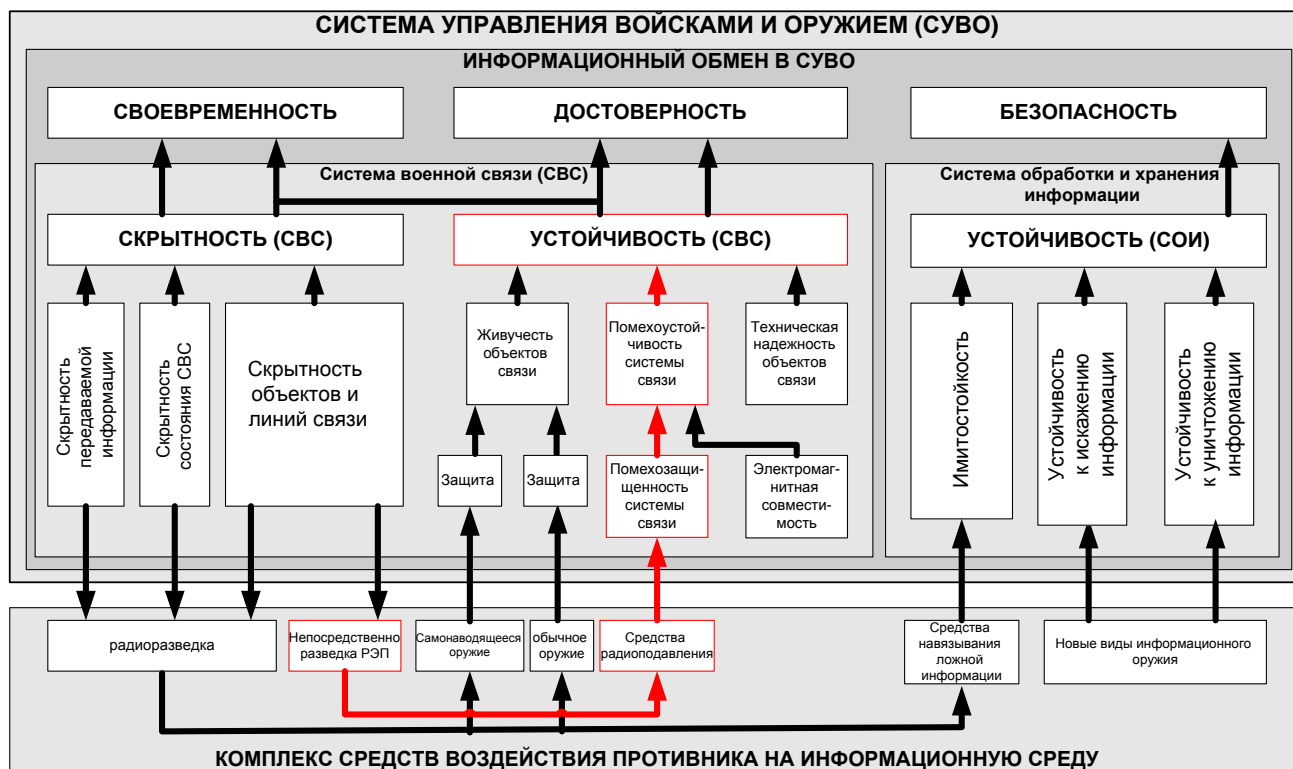 СИСТЕМА УПРАВЛЕНИЯ ВОЙСКАМИ И ОРУЖИЕМ (СУВО)
ИНФОРМАЦИОННЫЙ ОБМЕН В СУВО
СВОЕВРЕМЕННОСТЬ
ДОСТОВЕРНОСТЬ
БЕЗОПАСНОСТЬ
Система военной связи (СВС)
Система обработки и хранения
информации
СКРЫТНОСТЬ (СВС)
УСТОЙЧИВОСТЬ (СВС)
УСТОЙЧИВОСТЬ (СОИ)
Скрытность
передаваемой
информации
Скрытность
состояния СВС
Скрытность
объектов и
линий связи
Живучесть
объектов
связи
Помехоустой-
чивость
системы
связи
Техническая
надежность
объектов
связи
Имитостойкость
Устойчивость
к искажению
информации
Устойчивость
к уничтожению
информации
Защита
Защита
Помехозащи-
щенность
системы
связи
Электромаг-
нитная
совмести-
мость
радиоразведка
Непосредственно
разведка РЭП
Самонаводящееся
оружие
обычное
оружие
Средства
радиоподавления
Средства
навязывания
ложной
информации
Новые виды информационного
оружия
КОМПЛЕКС СРЕДСТВ ВОЗДЕЙСТВИЯ ПРОТИВНИКА НА ИНФОРМАЦИОННУЮ СРЕДУ